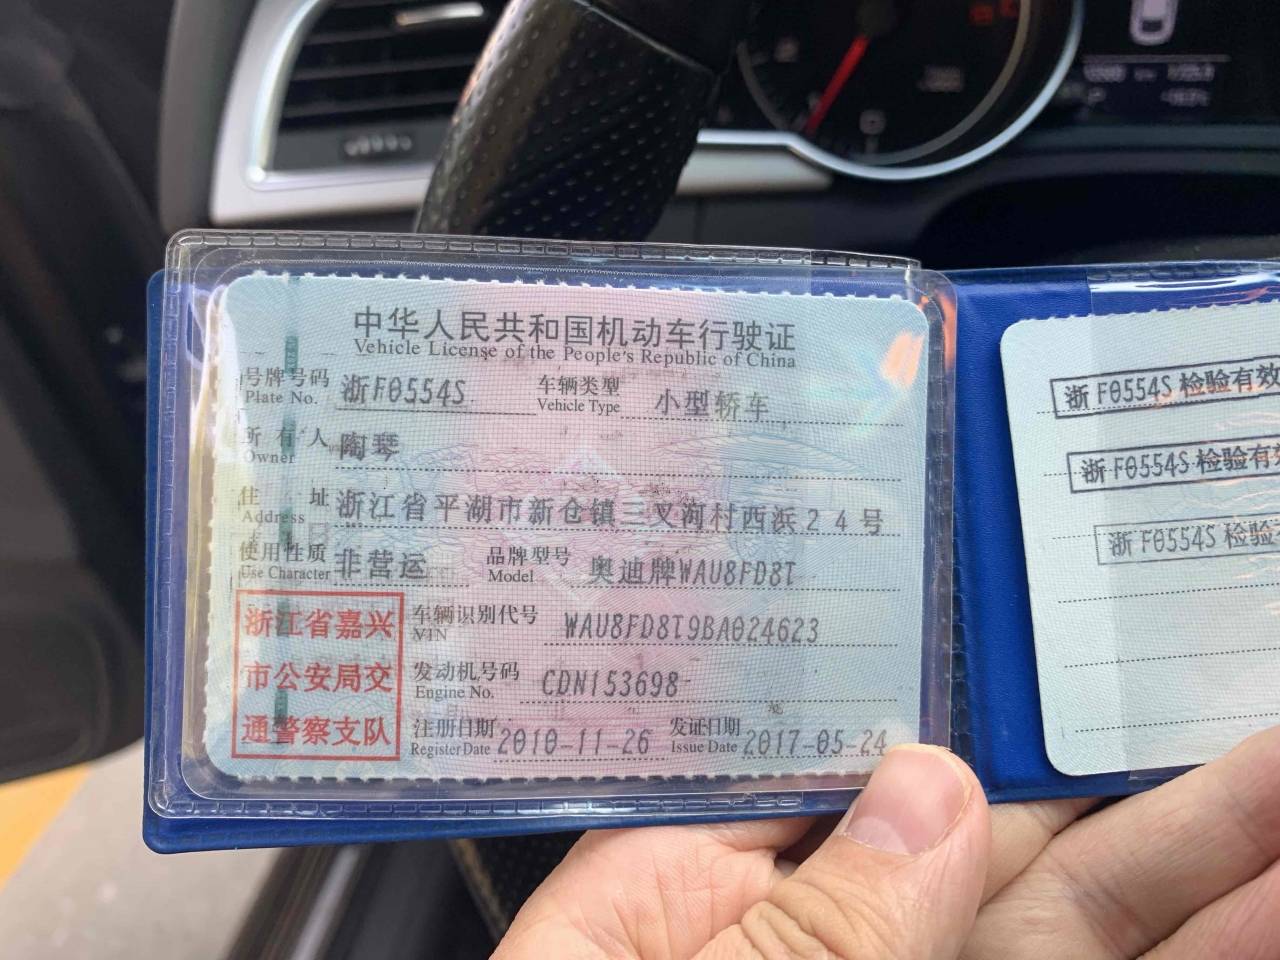 中华人民共和国机动车行驶证
Vehicle License of the People's Republic of China
号牌号码 浙F0554S 车辆类型 小型轿车
Plate No. Vehicle Type
所有人 陶琴
Owner
住址 浙江省平湖市新仓镇三叉河村西浜24号
Address
使用性质 非营运 品牌型号 奥迪牌WAU8FD8T
Use Character Model
浙江省嘉兴
市公安局交
通警察支队
车辆识别代号 WAU8FD8T9BA024623
VIN
发动机号码 CDN153698
Engine No.
注册日期 2010-11-26 发证日期 2017-05-24
Register Date Issue Date
浙F0554S 检验有效
浙F0554S 检验有
浙F0554S 检验